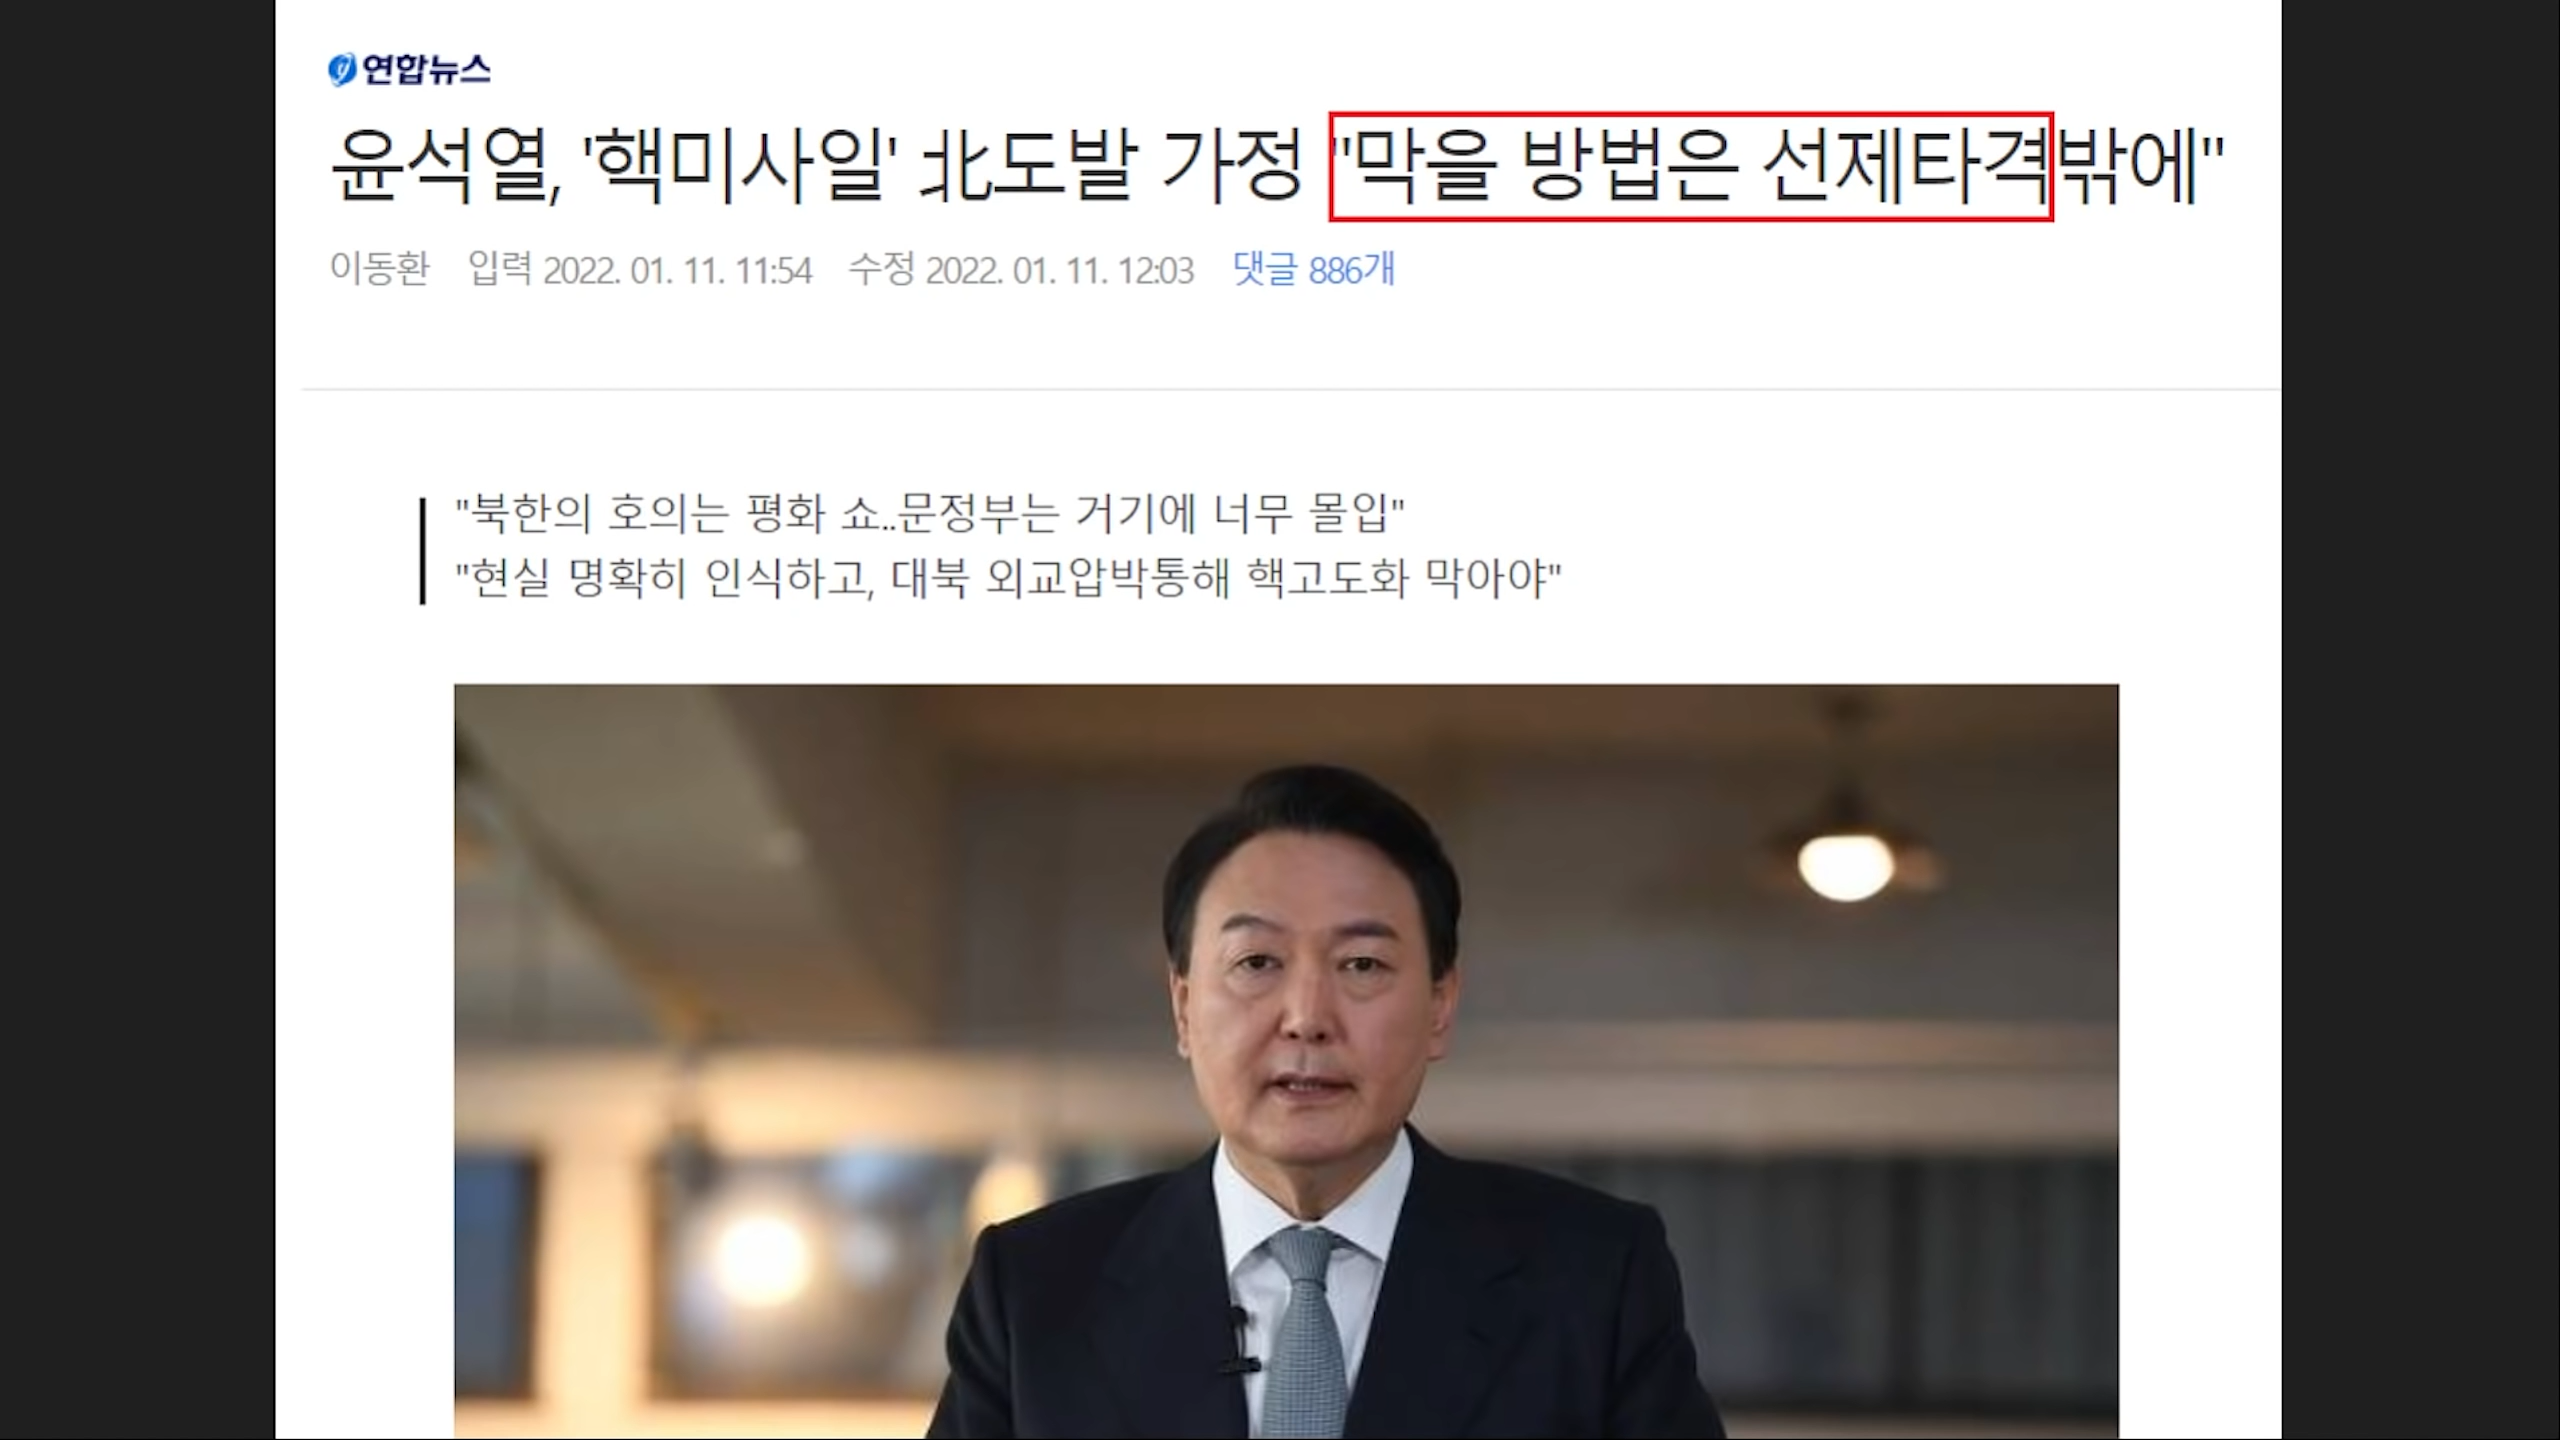 연합뉴스
윤석열, '핵미사일' 北도발 가정 "막을 방법은 선제타격밖에"
이동환 입력 2022. 01. 11. 11:54 수정 2022. 01. 11. 12:03 댓글 886개
"북한의 호의는 평화 쇼..문정부는 거기에 너무 몰입"
"현실 명확히 인식하고, 대북 외교압박통해 핵고도화 막아야"